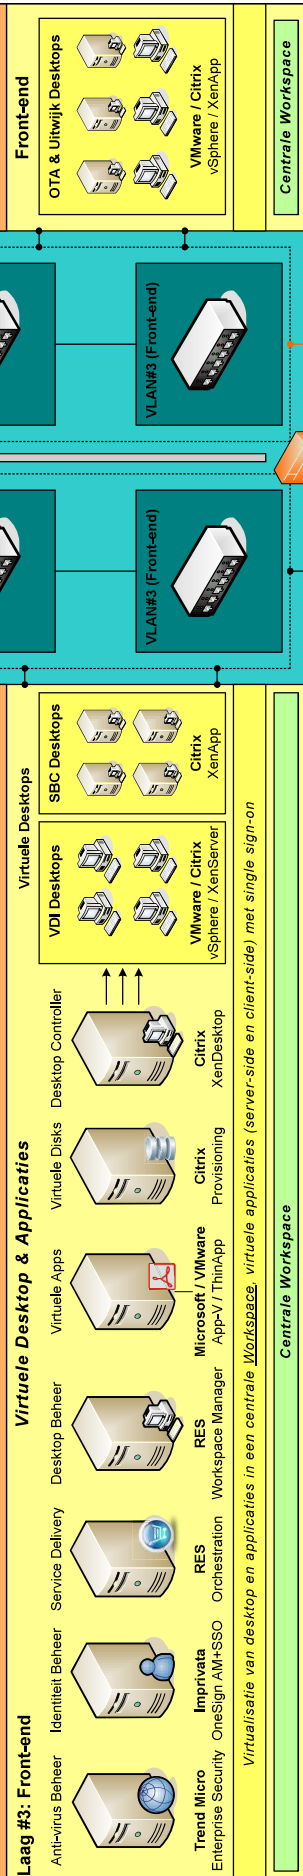 Laag #3: Front-end
Virtuele Desktop & Applicaties
Anti-virus Beheer
Trend Micro
Enterprise Security
Identiteit Beheer
Imprivata
OneSign AM+SSO
Service Delivery
RES
Orchestration
Desktop Beheer
RES
Workspace Manager
Virtuele Apps
Microsoft / VMware
App-V / ThinApp
Virtuele Disks
Citrix
Provisioning
Desktop Controller
Citrix
XenDesktop
Virtuele Desktops
VDI Desktops
VMware / Citrix
vSphere / XenServer
SBC Desktops
Citrix
XenApp
Virtualisatie van desktop en applicaties in een centrale Workspace, virtuele applicaties (server-side en client-side) met single sign-on
Centrale Workspace
VLAN#3 (Front-end)
VLAN#3 (Front-end)
Front-end
OTA & Uitwijk Desktops
VMware / Citrix
vSphere / XenApp
Centrale Workspace